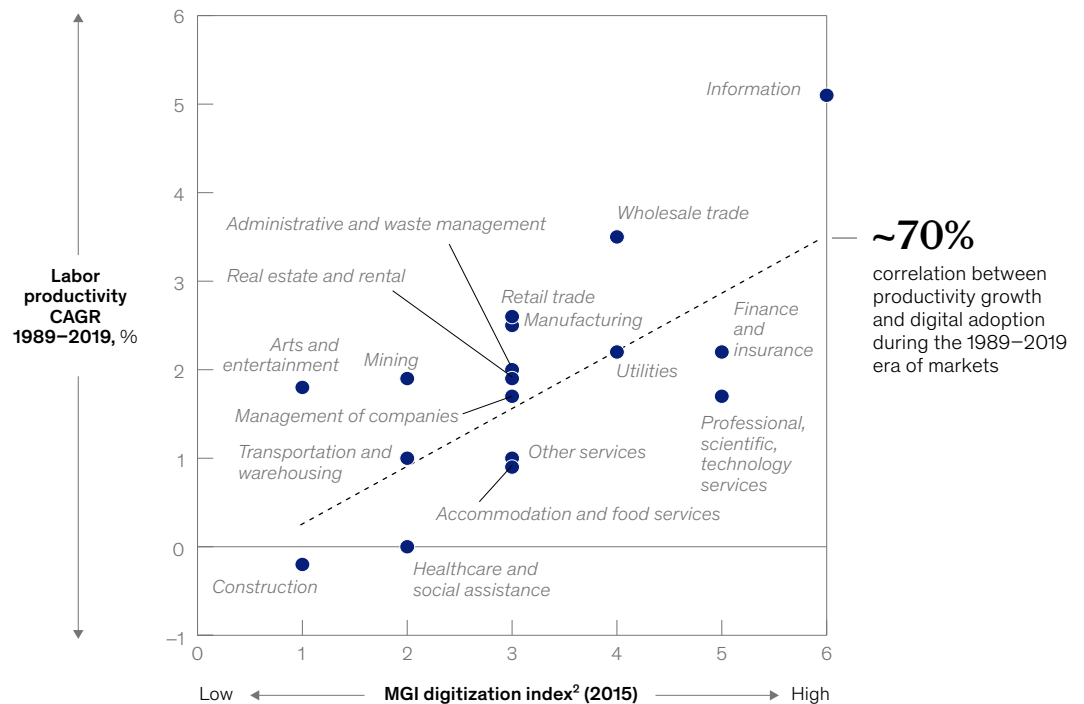 6
5
4
3
2
1
0
–1
Labor
productivity
CAGR
1989–2019, %
Information
Wholesale trade
Administrative and waste management
Real estate and rental
Retail trade
Manufacturing
Finance
and
insurance
Arts and
entertainment
Mining
Utilities
Management of companies
Professional,
scientific,
technology
services
Transportation and
warehousing
Other services
Accommodation and food services
Construction
Healthcare and
social assistance
~70%
correlation between
productivity growth
and digital adoption
during the 1989–2019
era of markets
0 1 2 3 4 5 6
Low MGI digitization index² (2015) High